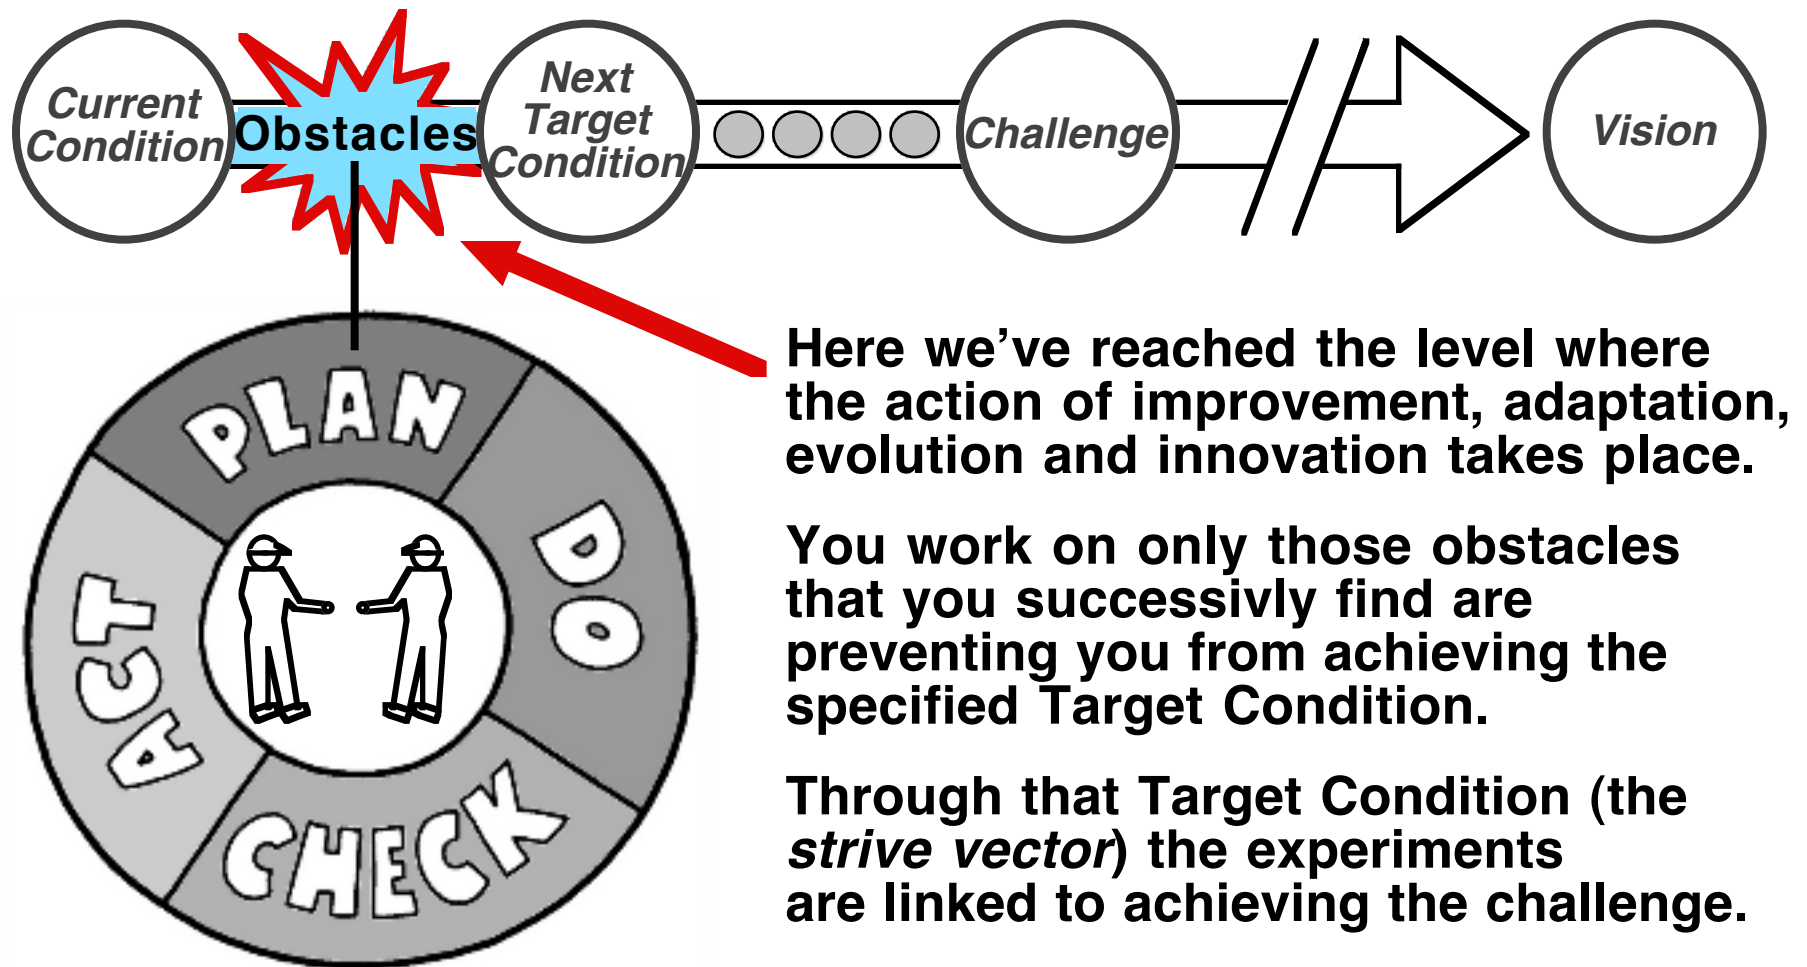 Current
Condition
Obstacles
Next
Target
Condition
Challenge
Vision
PLAN
DO
CHECK
ACT
Here we’ve reached the level where
the action of improvement, adaptation,
evolution and innovation takes place.
You work on only those obstacles
that you successivly find are
preventing you from achieving the
specified Target Condition.
Through that Target Condition (the
strive vector) the experiments
are linked to achieving the challenge.